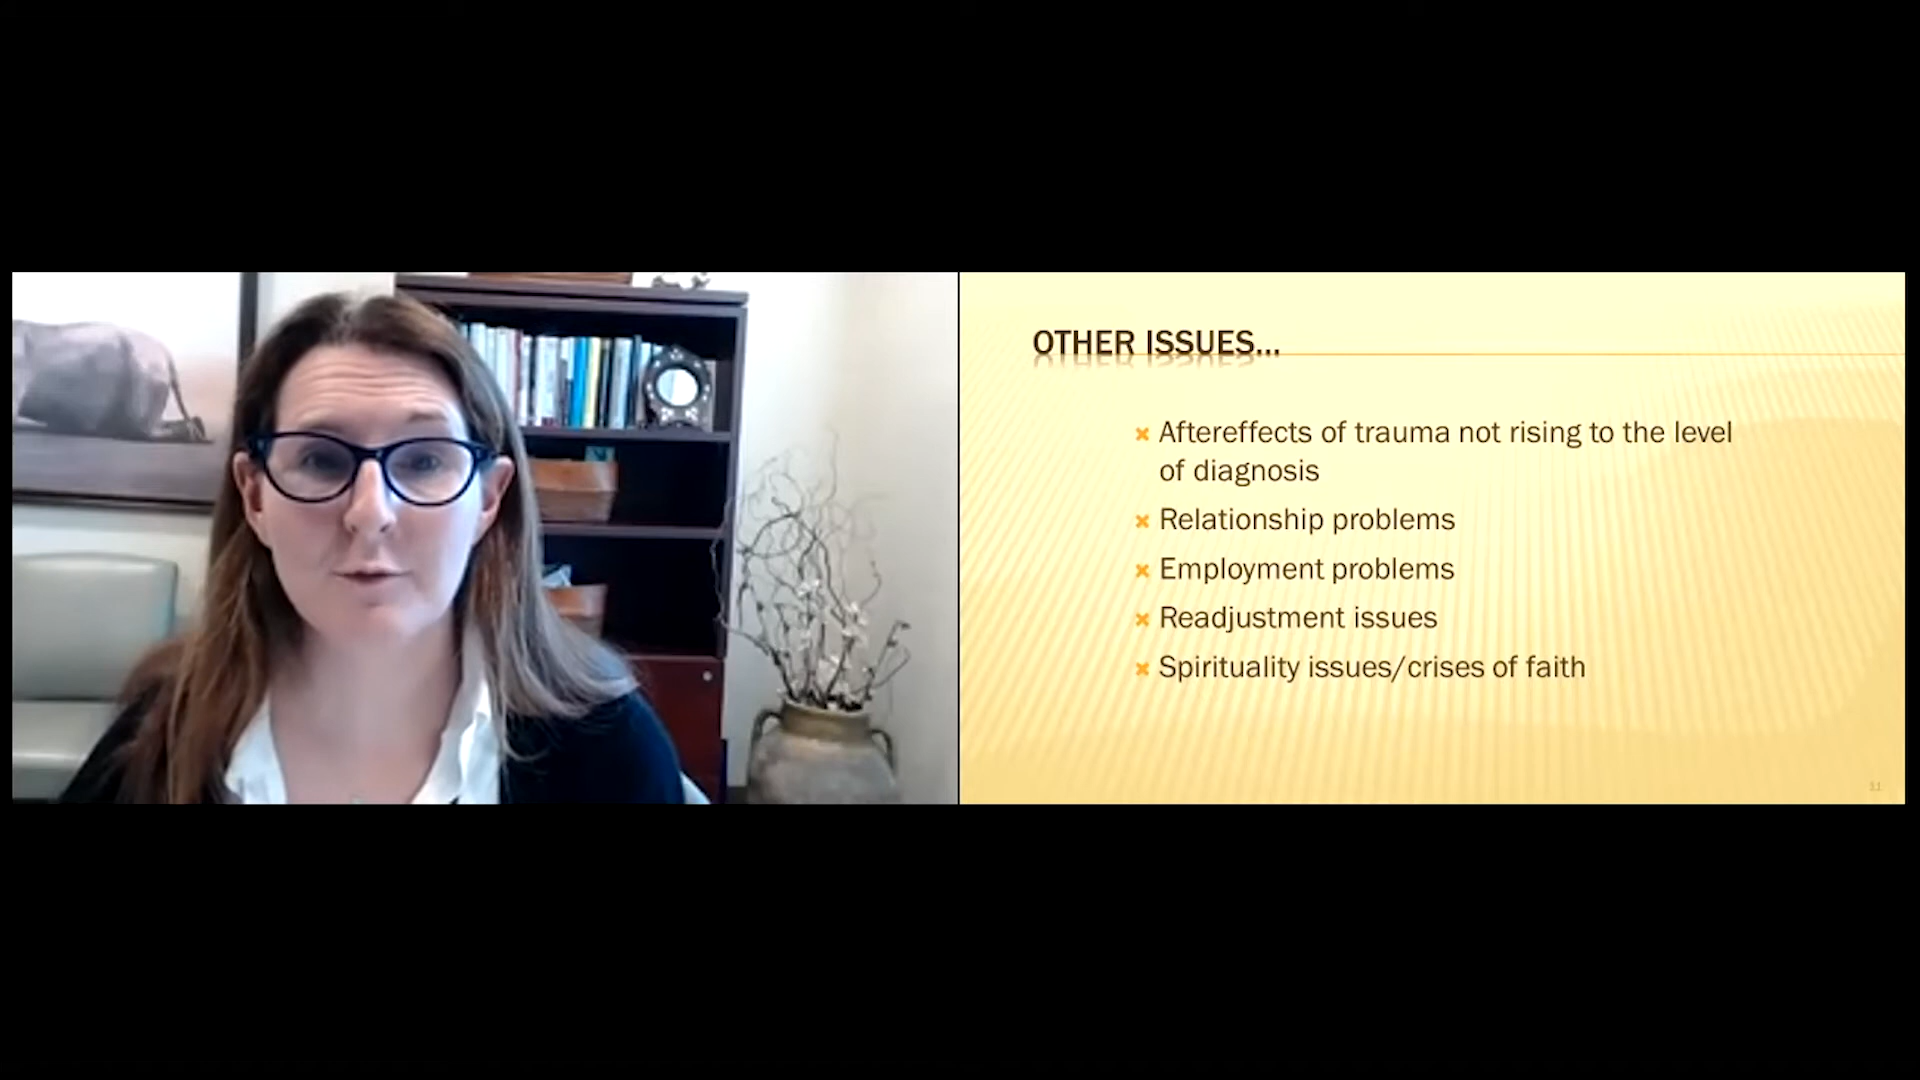 OTHER ISSUES...
Aftereffects of trauma not rising to the level
of diagnosis
Relationship problems
Employment problems
Readjustment issues
Spirituality issues/crises of faith
31